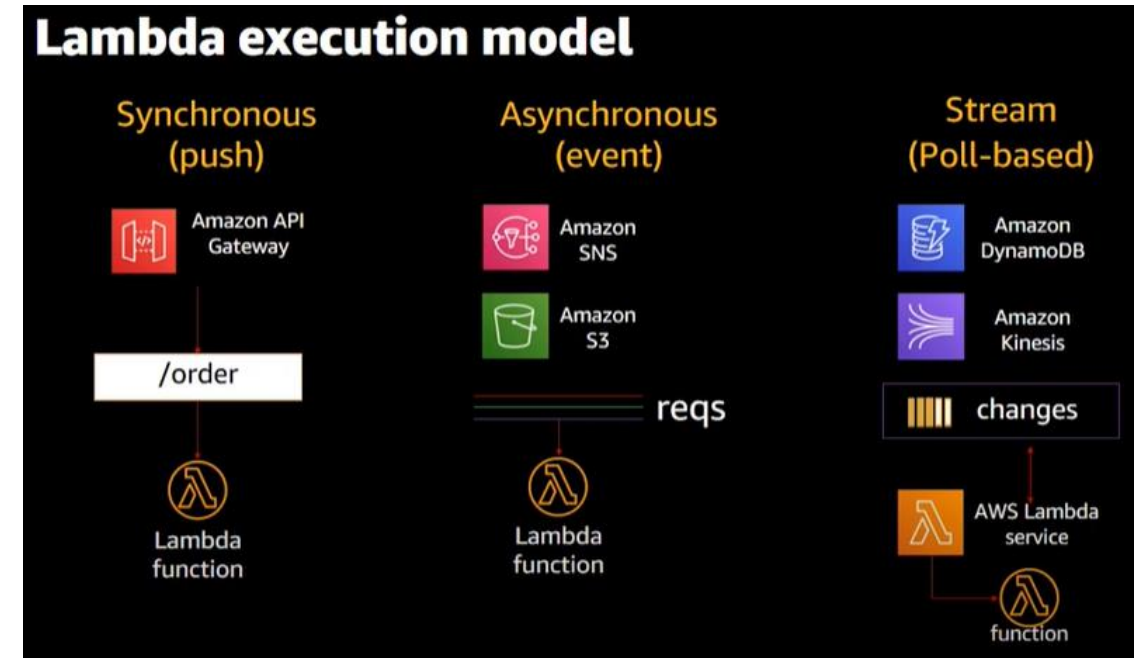 Lambda execution model
Synchronous
(push)
Amazon API
Gateway
/order
Lambda
function
Asynchronous
(event)
Amazon
SNS
Amazon
S3
reqs
Lambda
function
Stream
(Poll-based)
Amazon
DynamoDB
Amazon
Kinesis
changes
AWS Lambda
service
function